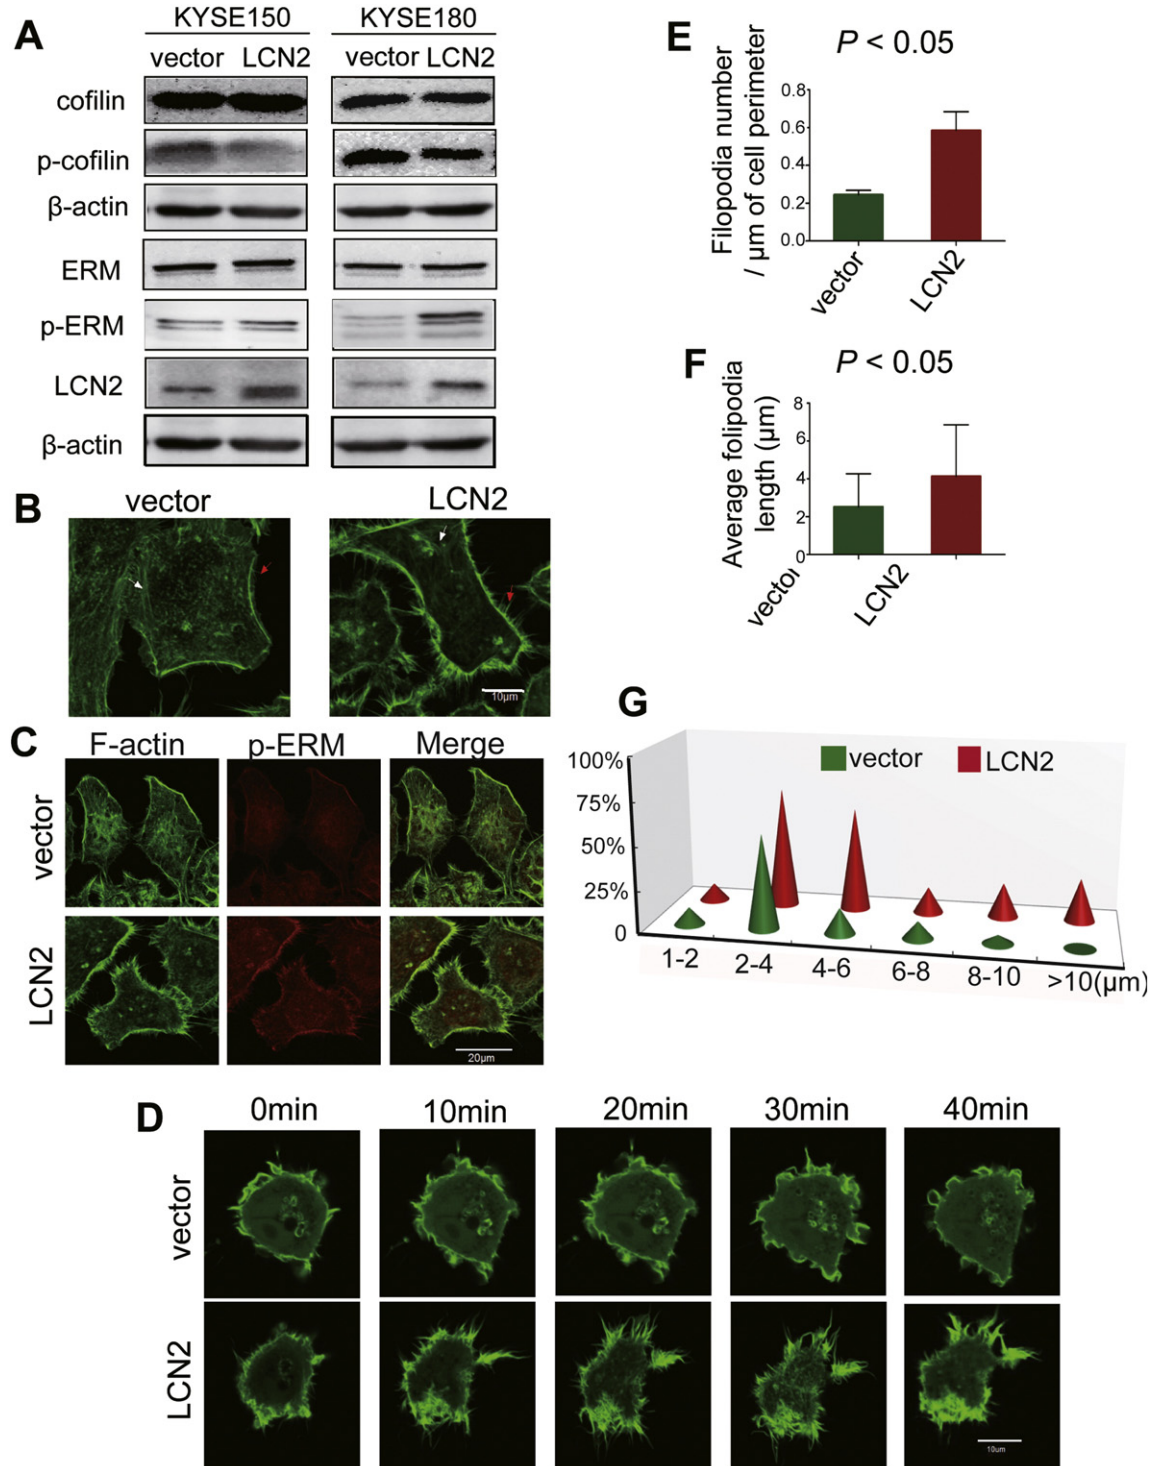 A
KYSE150 KYSE180
vector LCN2 vector LCN2
cofilin
p-cofilin
β-actin
ERM
p-ERM
LCN2
β-actin
B
vector LCN2
10μm
C
F-actin p-ERM Merge
vector
LCN2
20μm
D
0min 10min 20min 30min 40min
vector
LCN2
10μm
E
P < 0.05
Filopodia number
/ μm of cell perimeter
0.8
0.6
0.4
0.2
0.0
vector
LCN2
F
P < 0.05
Average folipodia
length (μm)
8
6
4
2
0
vector
LCN2
G
vector LCN2
100%
75%
50%
25%
0
1-2 2-4 4-6 6-8 8-10 >10(μm)